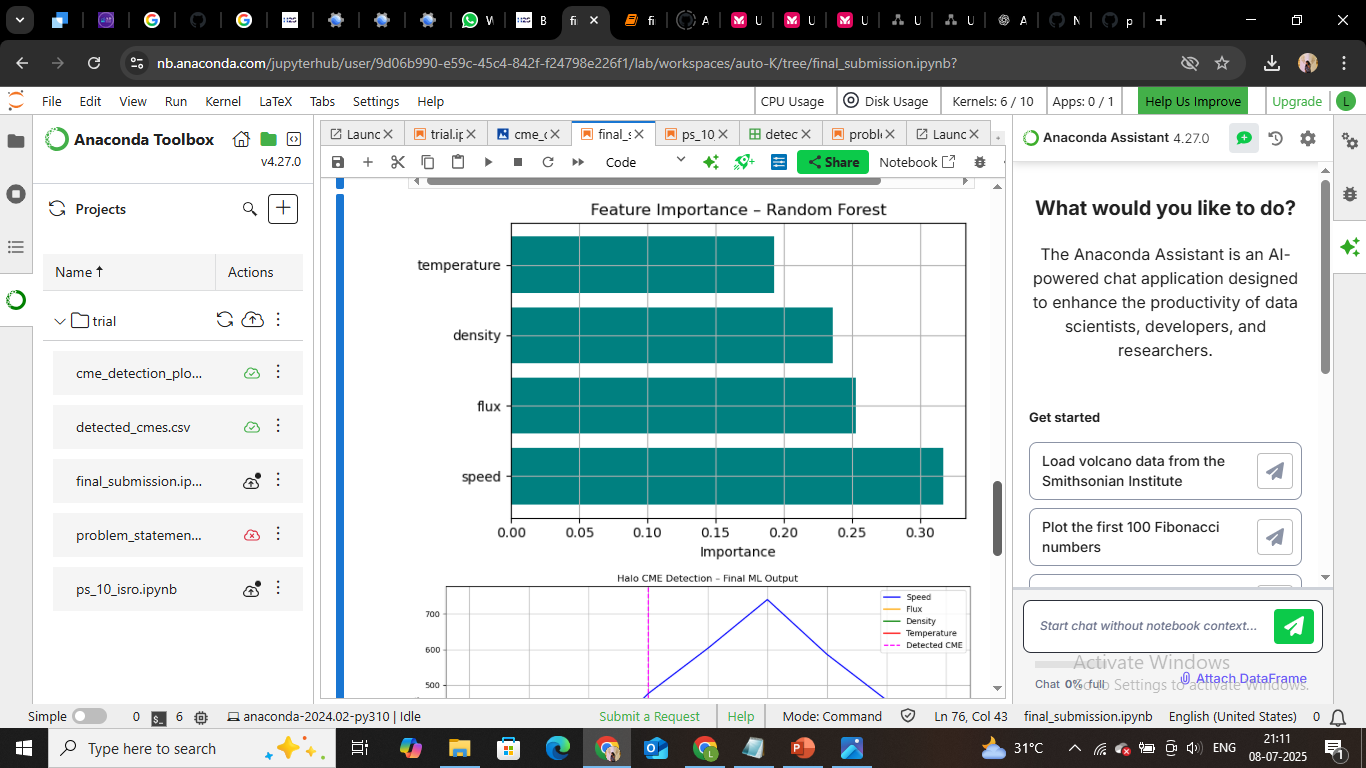 G
G
W
B
fi
fi
A
U
U
U
U
U
A
N
p
nb.anaconda.com/jupyterhub/user/9d06b990-e59c-45c4-842f-f24798e226f1/lab/workspaces/auto-K/tree/final_submission.ipynb?
File Edit View Run Kernel LaTeX Tabs Settings Help
CPU Usage Disk Usage Kernels: 6 / 10 Apps: 0 / 1 Help Us Improve Upgrade L
Anaconda Toolbox
v4.27.0
Projects
Name Actions
trial
cme_detection_plo...
detected_cmes.csv
final_submission.ip...
problem_statemen...
ps_10_isro.ipynb
Launc trial.ip cme_c final_s ps_10 detec proble Launc
Code Share Notebook
Feature Importance – Random Forest
temperature
density
flux
speed
0.00 0.05 0.10 0.15 0.20 0.25 0.30
Importance
Halo CME Detection – Final ML Output
700
600
500
Speed
Flux
Density
Temperature
Detected CME
Anaconda Assistant 4.27.0
What would you like to do?
The Anaconda Assistant is an AI-
powered chat application designed
to enhance the productivity of data
scientists, developers, and
researchers.
Get started
Load volcano data from the
Smithsonian Institute
Plot the first 100 Fibonacci
numbers
Start chat without notebook context...
Activate Windows
Go to Settings to activate Windows.
Chat 0% full Attach DataFrame
Simple 0 6 anaconda-2024.02-py310 | Idle Submit a Request Help Mode: Command Ln 76, Col 43 final_submission.ipynb English (United States) 0
Type here to search 31°C ENG 21:11
08-07-2025 1